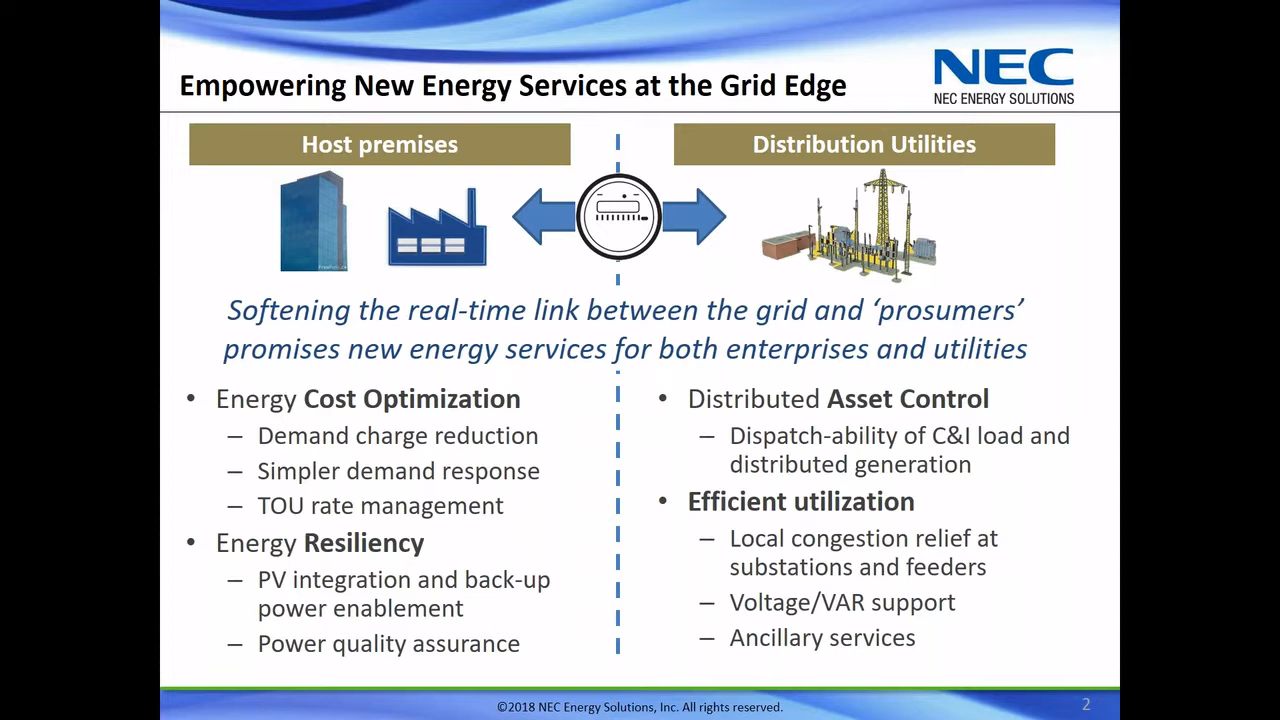 Empowering New Energy Services at the Grid Edge
NEC
NEC ENERGY SOLUTIONS
Host premises
Distribution Utilities
Softening the real-time link between the grid and ‘prosumers’
promises new energy services for both enterprises and utilities
• Energy Cost Optimization
– Demand charge reduction
– Simpler demand response
– TOU rate management
• Energy Resiliency
– PV integration and back-up
power enablement
– Power quality assurance
• Distributed Asset Control
– Dispatch-ability of C&I load and
distributed generation
• Efficient utilization
– Local congestion relief at
substations and feeders
– Voltage/VAR support
– Ancillary services
©2018 NEC Energy Solutions, Inc. All rights reserved.
2